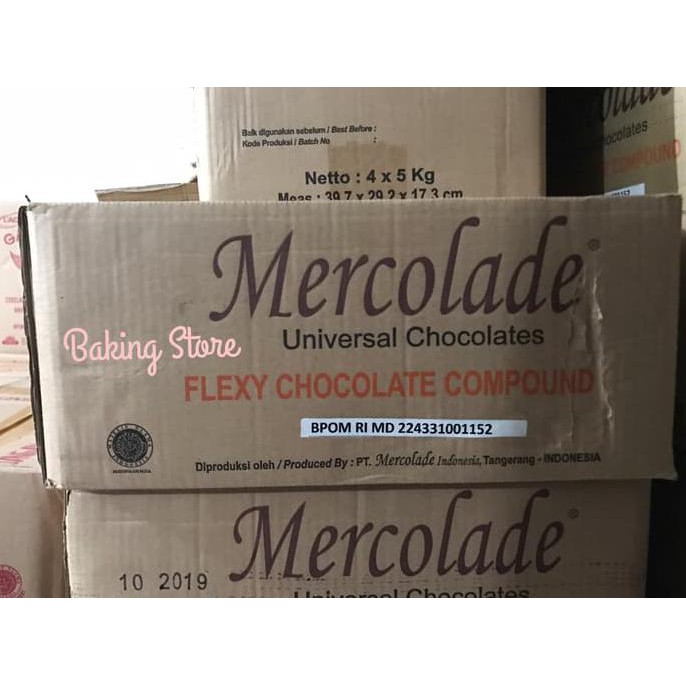 Baik digunakan sebelum / Best Before :
Kode Produksi / Batch No :
Netto : 4 x 5 Kg
Meas : 39.7 x 29.2 x 17.3 cm
chocolates
COMPOUND
Mercolade®
Universal Chocolates
Baking Store
FLEXY CHOCOLATE COMPOUND
BPOM RI MD 224331001152
Diproduksi oleh / Produced By : PT. Mercolade Indonesia, Tangerang - INDONESIA
Mercolade®
10 2019
Universal Chocolates